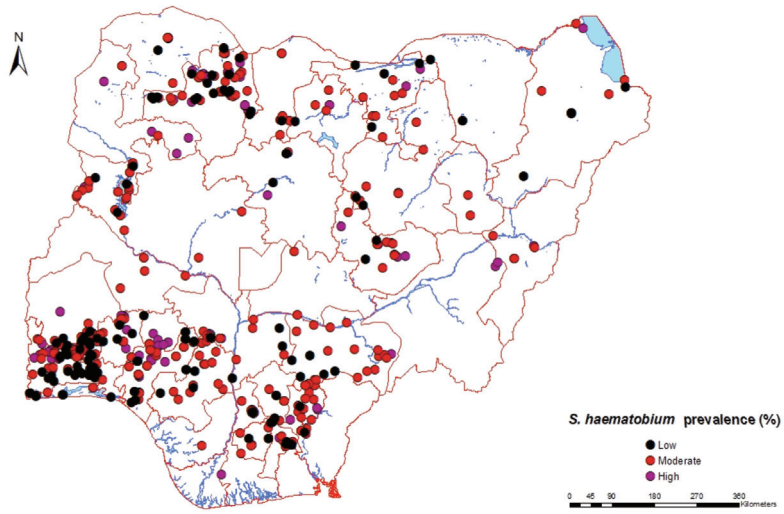 N
S. haematobium prevalence (%)
Low
Moderate
High
0 45 90 180 270 360
Kilometers